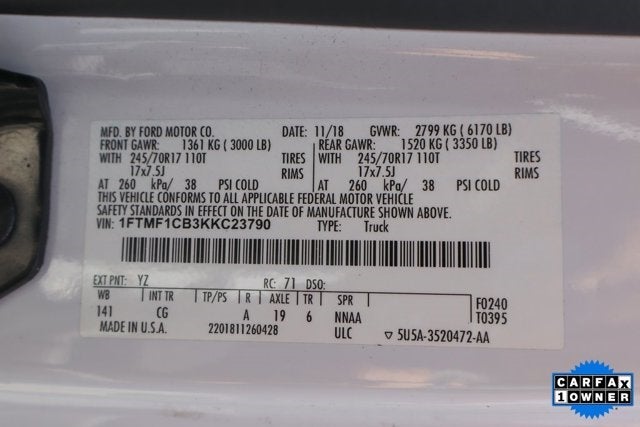 MFD. BY FORD MOTOR CO. DATE: 11/18 GVWR: 2799 KG ( 6170 LB)
FRONT GAWR: 1361 KG ( 3000 LB) REAR GAWR: 1520 KG ( 3350 LB)
WITH 245/70R17 110T TIRES WITH 245/70R17 110T TIRES
17x7.5J RIMS 17x7.5J RIMS
AT 260 kPa/ 38 PSI COLD AT 260 kPa/ 38 PSI COLD
THIS VEHICLE CONFORMS TO ALL APPLICABLE FEDERAL MOTOR VEHICLE
SAFETY STANDARDS IN EFFECT ON THE DATE OF MANUFACTURE SHOWN ABOVE.
VIN: 1FTMF1CB3KKC23790 TYPE: Truck
EXT PNT: YZ RC: 71 DSO:
WB INT TR TP/PS R AXLE TR SPR F0240
141 CG A 19 6 NNAA T0395
MADE IN U.S.A. 2201811260428 ULC ▽ 5U5A-3520472-AA
CARFAX
1 OWNER